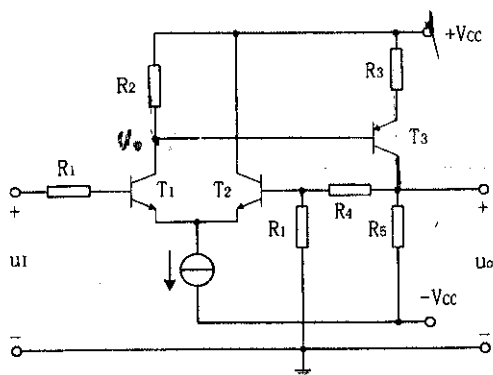 +VCC
R2
R3
T3
R1
T1
T2
R1
R4
R5
+
+
uI
uo
-VCC
-
-